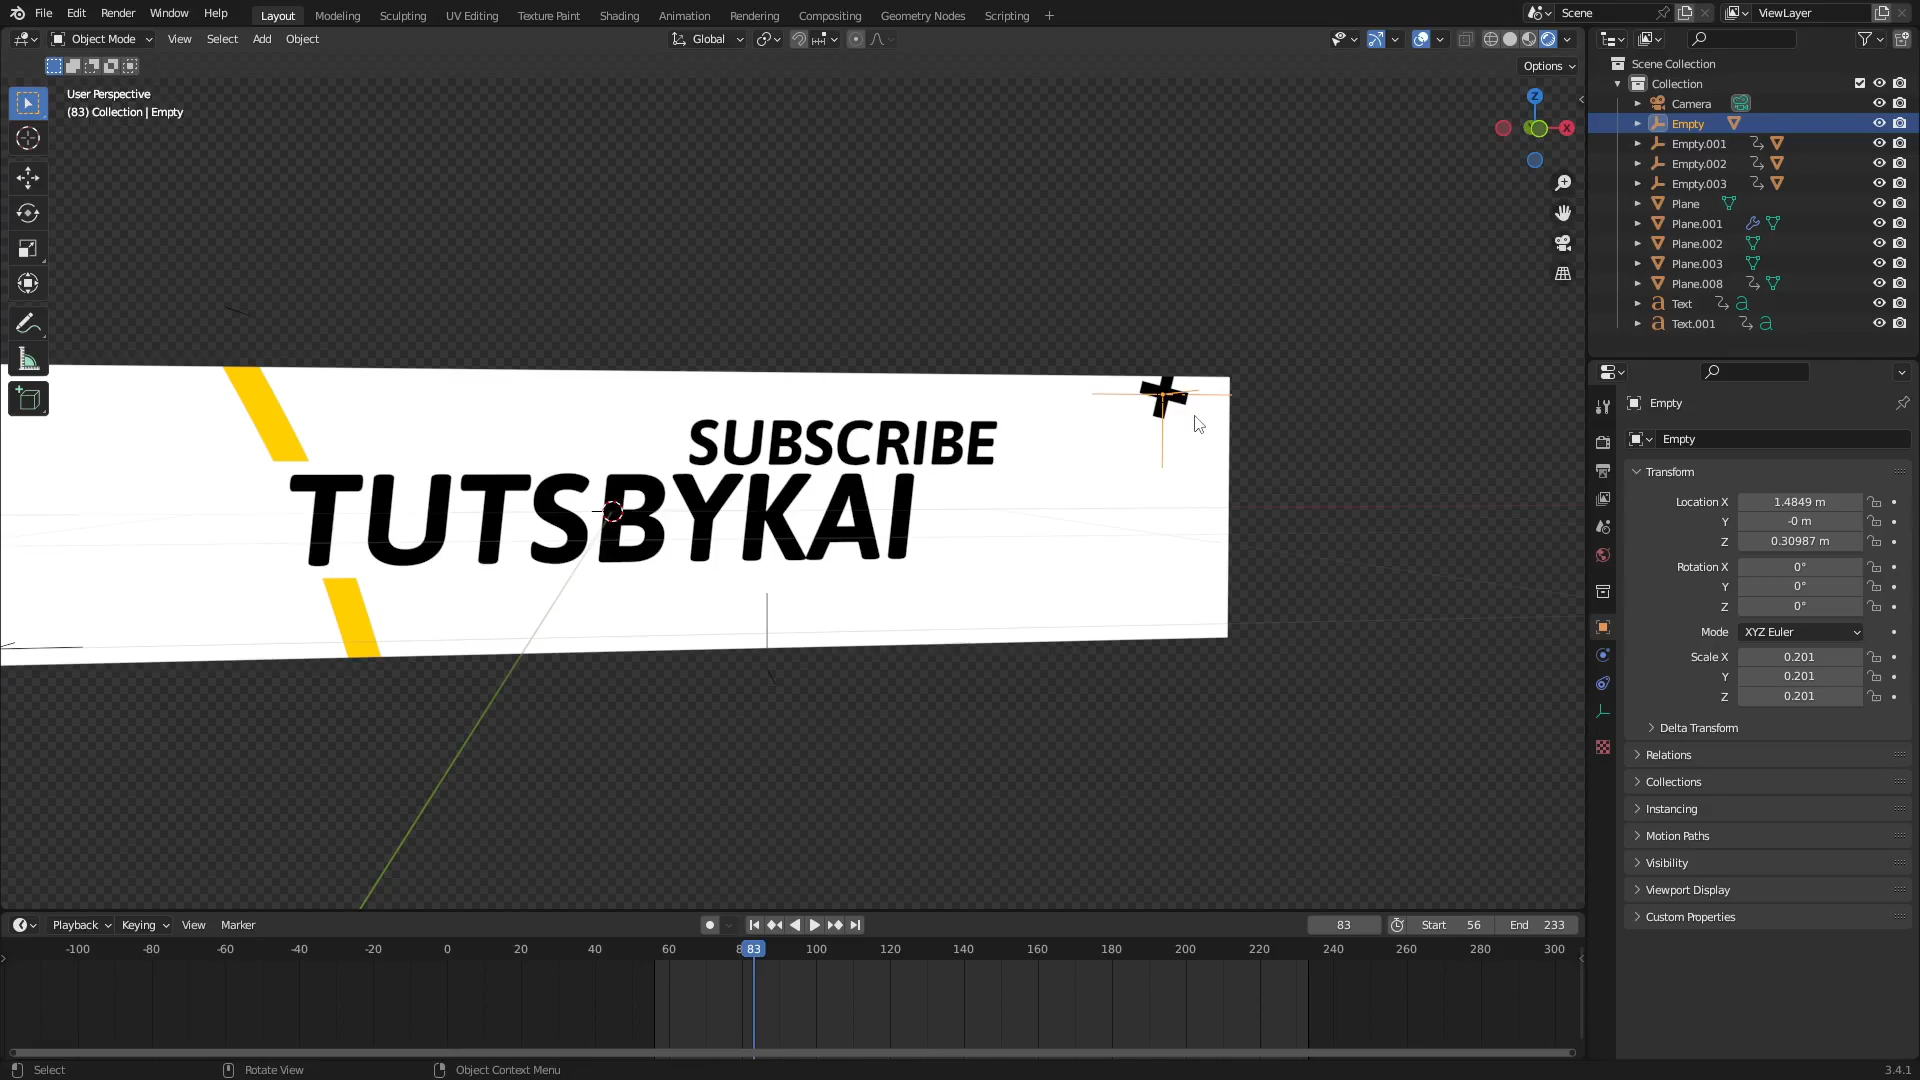 File Edit Render Window Help Layout Modeling Sculpting UV Editing Texture Paint Shading Animation Rendering Compositing Geometry Nodes Scripting + Scene ViewLayer
Object Mode View Select Add Object Global
Options
User Perspective
(83) Collection | Empty
Z
X
Scene Collection
Collection
Camera
Empty
Empty.001
Empty.002
Empty.003
Plane
Plane.001
Plane.002
Plane.003
Plane.008
Text
Text.001
SUBSCRIBE
TUTSBYKAI
Empty
Empty
Transform
Location X 1.4849 m
Y -0 m
Z 0.30987 m
Rotation X 0°
Y 0°
Z 0°
Mode XYZ Euler
Scale X 0.201
Y 0.201
Z 0.201
Delta Transform
Relations
Collections
Instancing
Motion Paths
Visibility
Viewport Display
Custom Properties
Playback Keying View Marker 83 Start 56 End 233
-100 -80 -60 -40 -20 0 20 40 60 8 83 100 120 140 160 180 200 220 240 260 280 300
Select Rotate View Object Context Menu 3.4.1